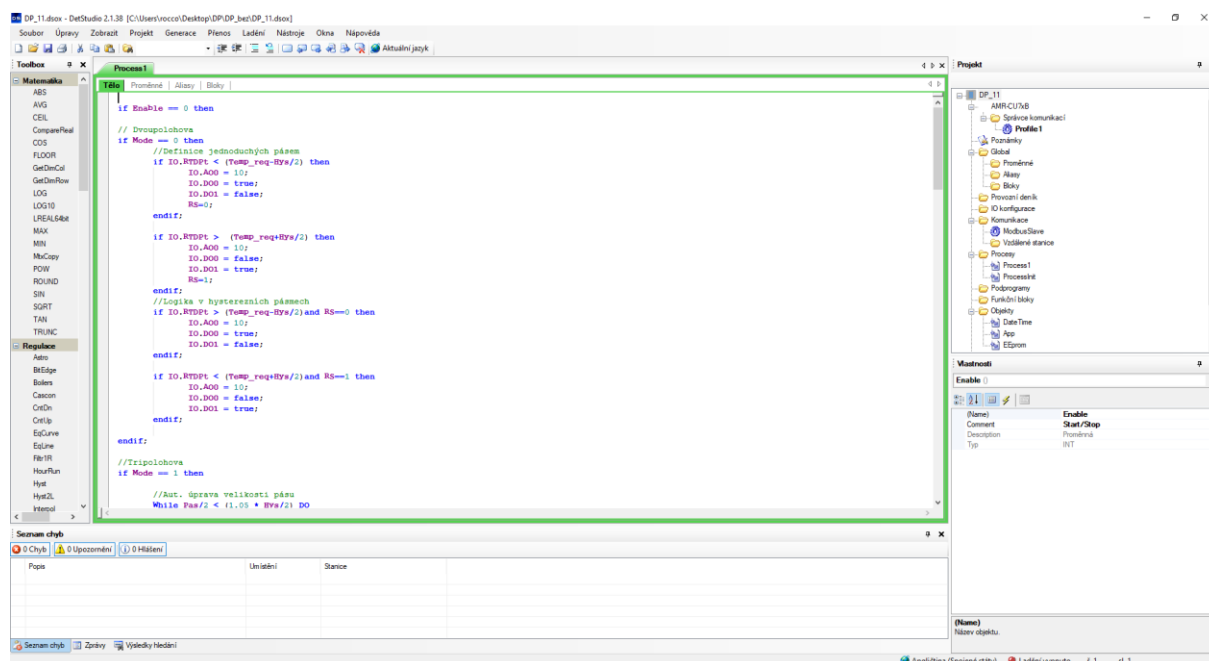 DP_11.dsox - DetStudio 2.1.38 [C:\Users\rocco\Desktop\DP\DP_bez\DP_11.dsox]
Soubor Úpravy Zobrazit Projekt Generace Přenos Ladění Nástroje Okna Nápověda
Aktuální jazyk
Toolbox
Matematika
ABS
AVG
CEIL
CompareReal
COS
FLOOR
GetDimCol
GetDimRow
LOG
LOG10
LREAL64bit
MAX
MIN
MtxCopy
POW
ROUND
SIN
SQRT
TAN
TRUNC
Regulace
Astro
BitEdge
Boilers
Cascon
CntDn
CntUp
EqCurve
EqLine
Filtr1R
HourRun
Hyst
Hyst2L
Interpol
Process1
Tělo Proměnné Aliasy Bloky
if Enable == 0 then
// Dvoupolohova
if Mode == 0 then
//Definice jednoduchých pásem
if IO.RTDPt < (Temp_req-Hys/2) then
IO.AO0 = 10;
IO.DO0 = true;
IO.DO1 = false;
RS=0;
endif;
if IO.RTDPt > (Temp_req+Hys/2) then
IO.AO0 = 10;
IO.DO0 = false;
IO.DO1 = true;
RS=1;
endif;
//Logika v hysterezních pásmech
if IO.RTDPt > (Temp_req-Hys/2)and RS==0 then
IO.AO0 = 10;
IO.DO0 = true;
IO.DO1 = false;
endif;
if IO.RTDPt < (Temp_req+Hys/2)and RS==1 then
IO.AO0 = 10;
IO.DO0 = false;
IO.DO1 = true;
endif;
endif;
//Tripolohova
if Mode == 1 then
//Aut. úprava velikosti pásu
While Pas/2 < (1.05 * Hys/2) DO
Projekt
DP_11
AMR-CU7xB
Správce komunikací
Profile1
Poznámky
Global
Proměnné
Aliasy
Bloky
Provozní deník
IO konfigurace
Komunikace
ModbusSlave
Vzdálené stanice
Procesy
Process1
ProcessInit
Podprogramy
Funkční bloky
Objekty
DateTime
App
EEprom
Vlastnosti
Enable ()
(Name) Enable
Comment Start/Stop
Description Proměnná
Typ INT
(Name)
Název objektu.
Seznam chyb
0 Chyb 0 Upozornění 0 Hlášení
Popis Umístění Stanice
Seznam chyb Zprávy Výsledky hledání
Angličtina (Spojené státy) Ladění vypnuto